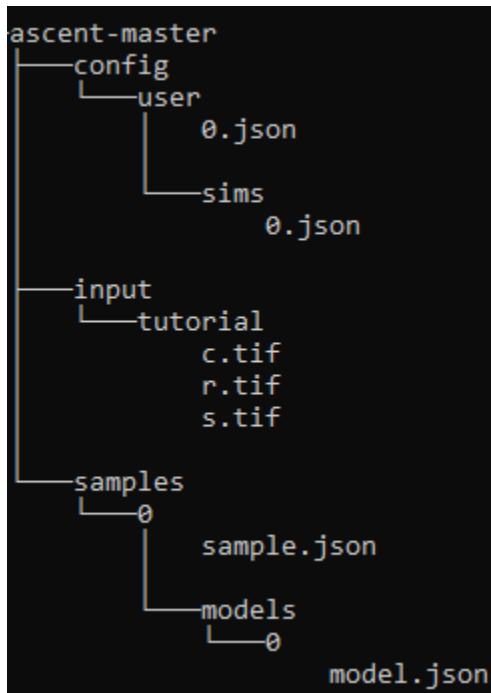 ascent-master
config
user
0.json
sims
0.json
input
tutorial
c.tif
r.tif
s.tif
samples
0
sample.json
models
0
model.json